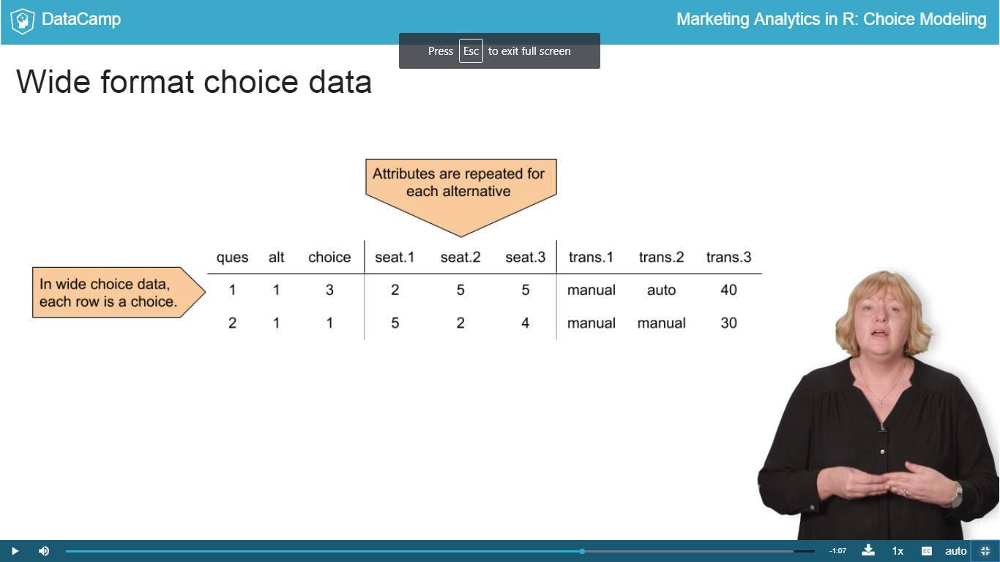 DataCamp
Marketing Analytics in R: Choice Modeling
Press Esc to exit full screen
Wide format choice data
Attributes are repeated for
each alternative
ques alt choice seat.1 seat.2 seat.3 trans.1 trans.2 trans.3
In wide choice data,
each row is a choice.
1 1 3 2 5 5 manual auto 40
2 1 1 5 2 4 manual manual 30
-1:07 1x CC auto